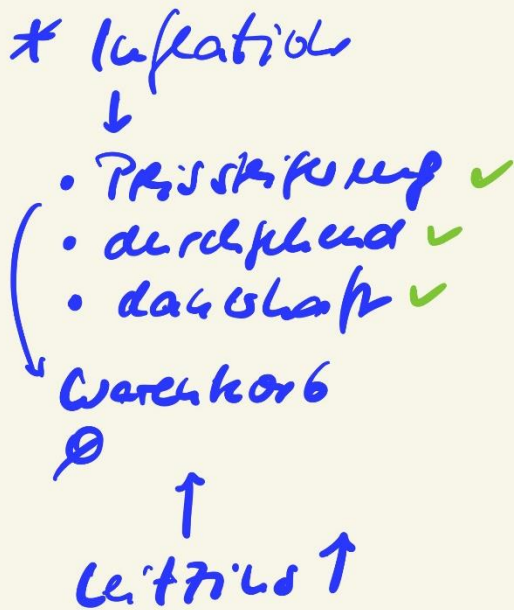 * Inflation
↓
• Preissteigerung ✓
• durchgehend ✓
• dauerhaft ✓
Warenkorb
Ø
↑
Leitzins ↑